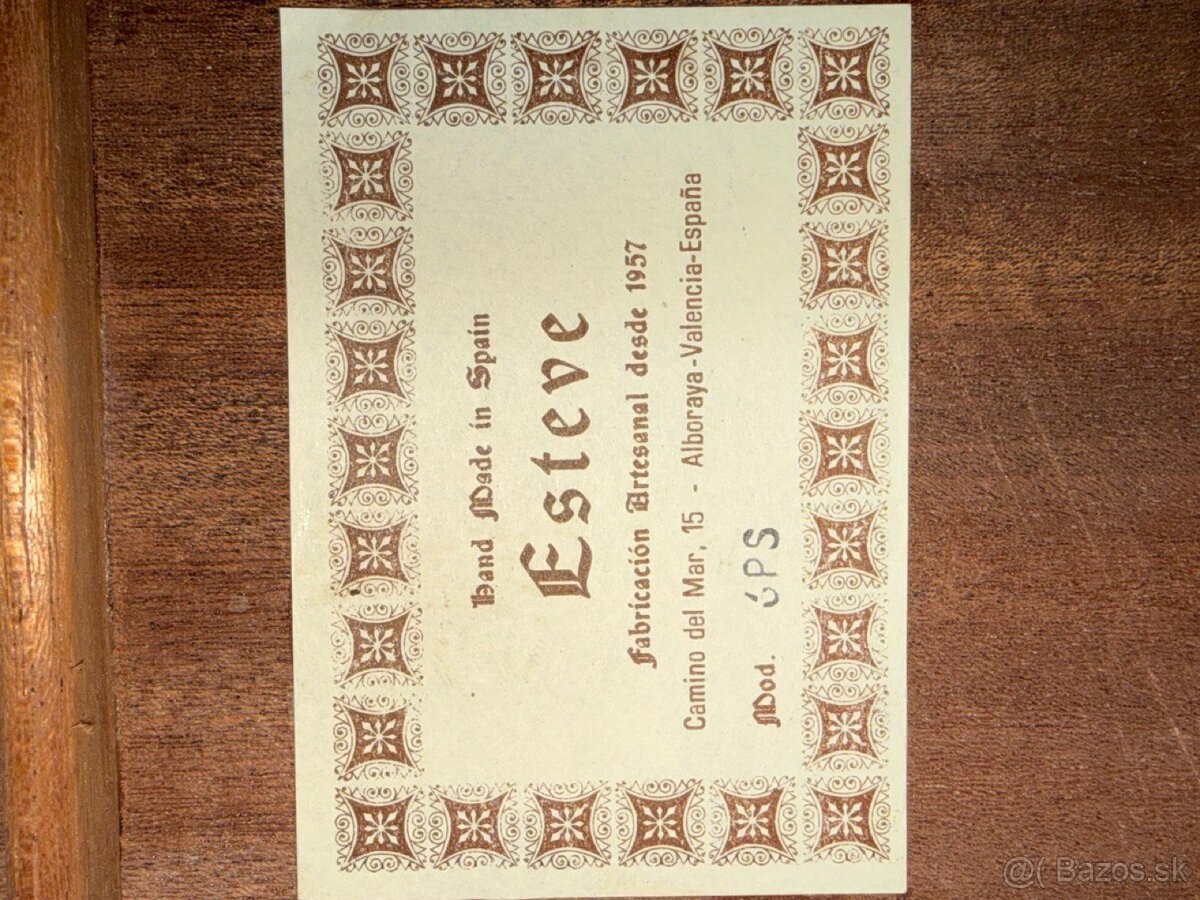 Hand Made in Spain
Esteve
Fabricación Artesanal desde 1957
Camino del Mar, 15 - Alboraya-Valencia-España
Mod. 6PS
@( Bazos.sk